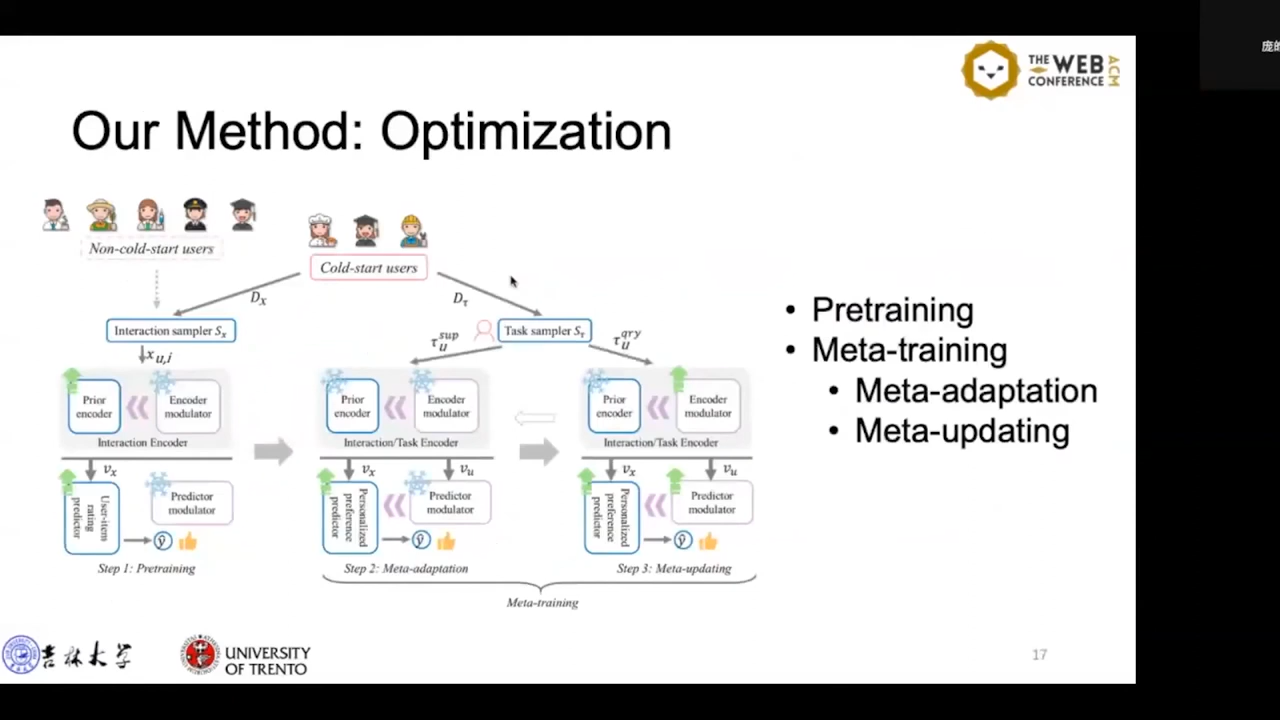 THE WEB
CONFERENCE
ACM
Our Method: Optimization
Non-cold-start users
Cold-start users
D_x
D_τ
Interaction sampler S_x
Task sampler S_τ
x_{u,i}
τ_u^{sup}
τ_u^{qry}
Prior encoder
Encoder modulator
Interaction Encoder
Prior encoder
Encoder modulator
Interaction/Task Encoder
Prior encoder
Encoder modulator
Interaction/Task Encoder
v_x
v_x
v_u
v_x
v_u
User-item rating predictor
Predictor modulator
Personalized preference predictor
Predictor modulator
Personalized preference predictor
Predictor modulator
ŷ
ŷ
ŷ
Step 1: Pretraining
Step 2: Meta-adaptation
Step 3: Meta-updating
Meta-training
• Pretraining
• Meta-training
• Meta-adaptation
• Meta-updating
吉林大学
UNIVERSITY
OF TRENTO
17